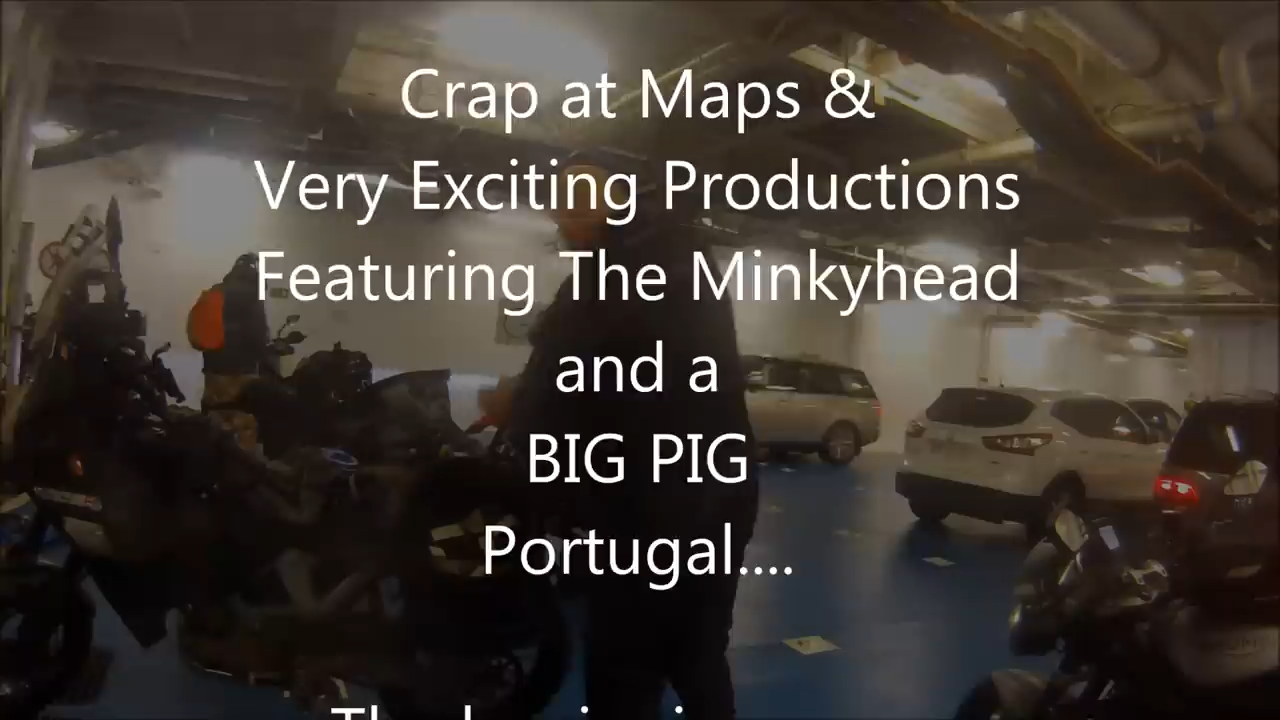 Crap at Maps &
Very Exciting Productions
Featuring The Minkyhead
and a
BIG PIG
Portugal....